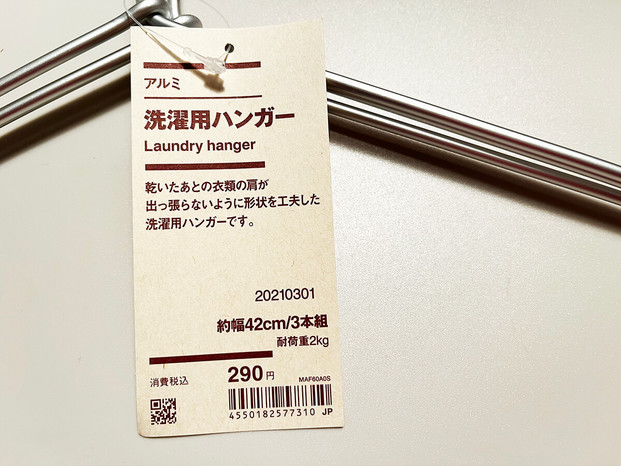 アルミ
洗濯用ハンガー
Laundry hanger
乾いたあとの衣類の肩が
出っ張らないように形状を工夫した
洗濯用ハンガーです。
20210301
約幅42cm/3本組
耐荷重2kg
消費税込 290円 MAF60A0S
4550182577310 JP